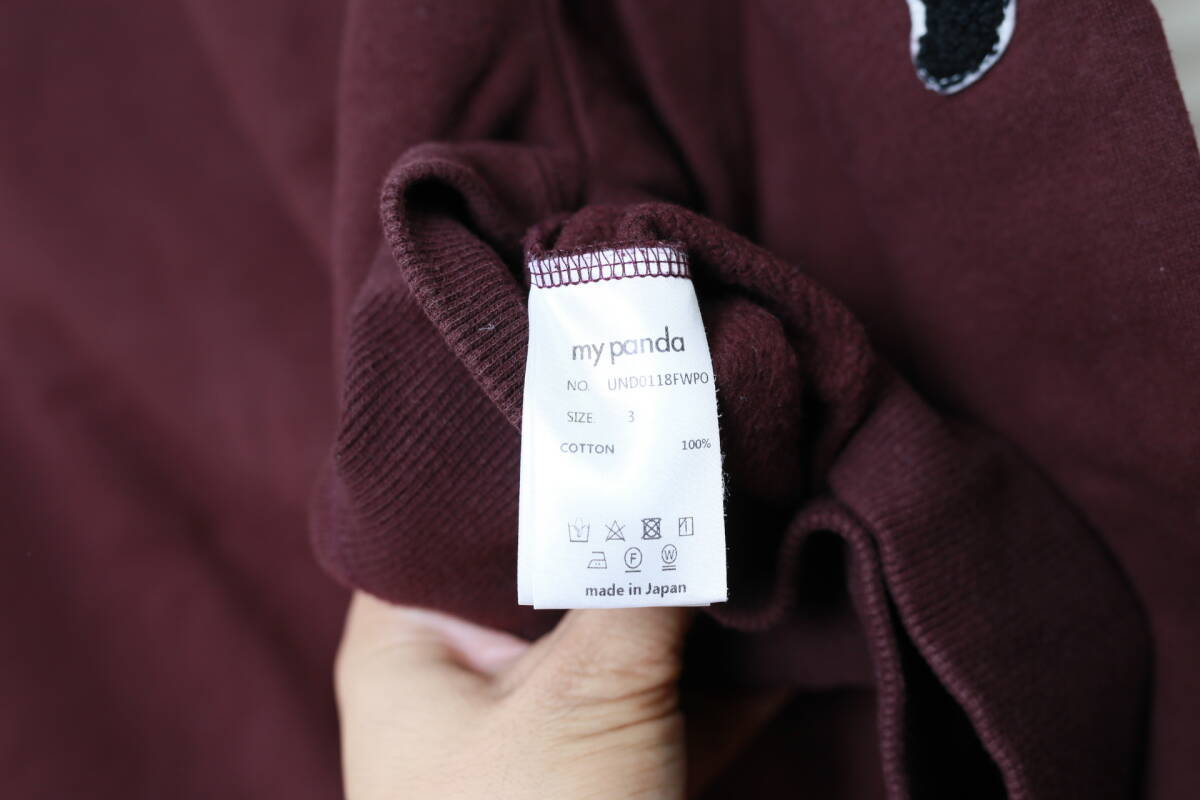 my panda
NO. UND0118FWPO
SIZE. 3
COTTON 100%
F W
made in Japan